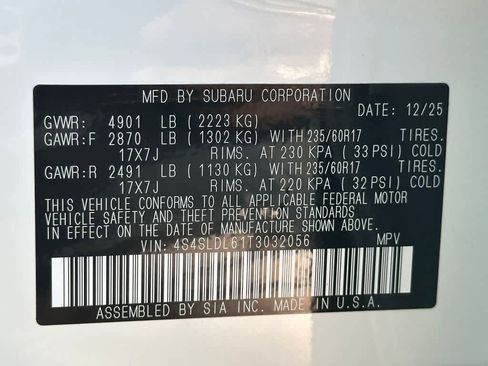 MFD BY SUBARU CORPORATION
DATE: 12/25
GVWR: 4901 LB (2223 KG)
GAWR:F 2870 LB (1302 KG) WITH 235/60R17 TIRES.
17X7J RIMS. AT 230 KPA (33 PSI) COLD
GAWR:R 2491 LB (1130 KG) WITH 235/60R17 TIRES.
17X7J RIMS. AT 220 KPA (32 PSI) COLD
THIS VEHICLE CONFORMS TO ALL APPLICABLE FEDERAL MOTOR
VEHICLE SAFETY AND THEFT PREVENTION STANDARDS
IN EFFECT ON THE DATE OF MANUFACTURE SHOWN ABOVE.
VIN: 4S4SLDL61T3032056 MPV
ASSEMBLED BY SIA INC. MADE IN U.S.A.